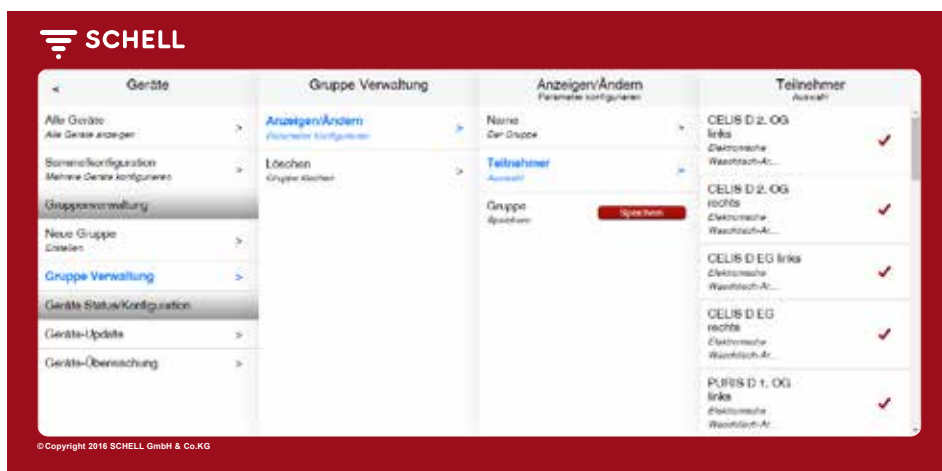 SCHELL
< Geräte
Alle Geräte >
Alle Geräte anzeigen
Sammelkonfiguration >
Mehrere Geräte konfigurieren
Gruppenverwaltung
Neue Gruppe >
Erstellen
Gruppe Verwaltung >
Geräte Status/Konfiguration
Geräte-Update >
Geräte-Überwachung >
Gruppe Verwaltung
Anzeigen/Ändern >
Parameter konfigurieren
Löschen >
Gruppe löschen
Anzeigen/Ändern
Parameter konfigurieren
Name >
Der Gruppe
Teilnehmer >
Auswahl
Gruppe
Speichern
Speichern
Teilnehmer
Auswahl
CELIS D 2. OG
links
Elektronische
Waschtisch-Ar...
CELIS D 2. OG
rechts
Elektronische
Waschtisch-Ar...
CELIS D EG links
Elektronische
Waschtisch-Ar...
CELIS D EG
rechts
Elektronische
Waschtisch-Ar...
PURIS D 1. OG
links
Elektronische
Waschtisch-Ar...
© Copyright 2016 SCHELL GmbH & Co.KG